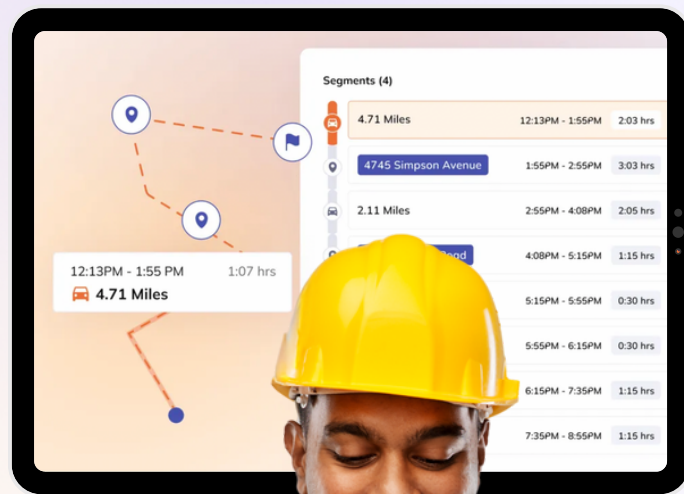 Segments (4)
4.71 Miles 12:13PM - 1:55PM 2:03 hrs
4745 Simpson Avenue 1:55PM - 2:55PM 3:03 hrs
2.11 Miles 2:55PM - 4:08PM 2:05 hrs
4:08PM - 5:15PM 1:15 hrs
12:13PM - 1:55 PM 1:07 hrs
4.71 Miles
5:15PM - 5:55PM 0:30 hrs
5:55PM - 6:15PM 0:30 hrs
6:15PM - 7:35PM 1:15 hrs
7:35PM - 8:55PM 1:15 hrs